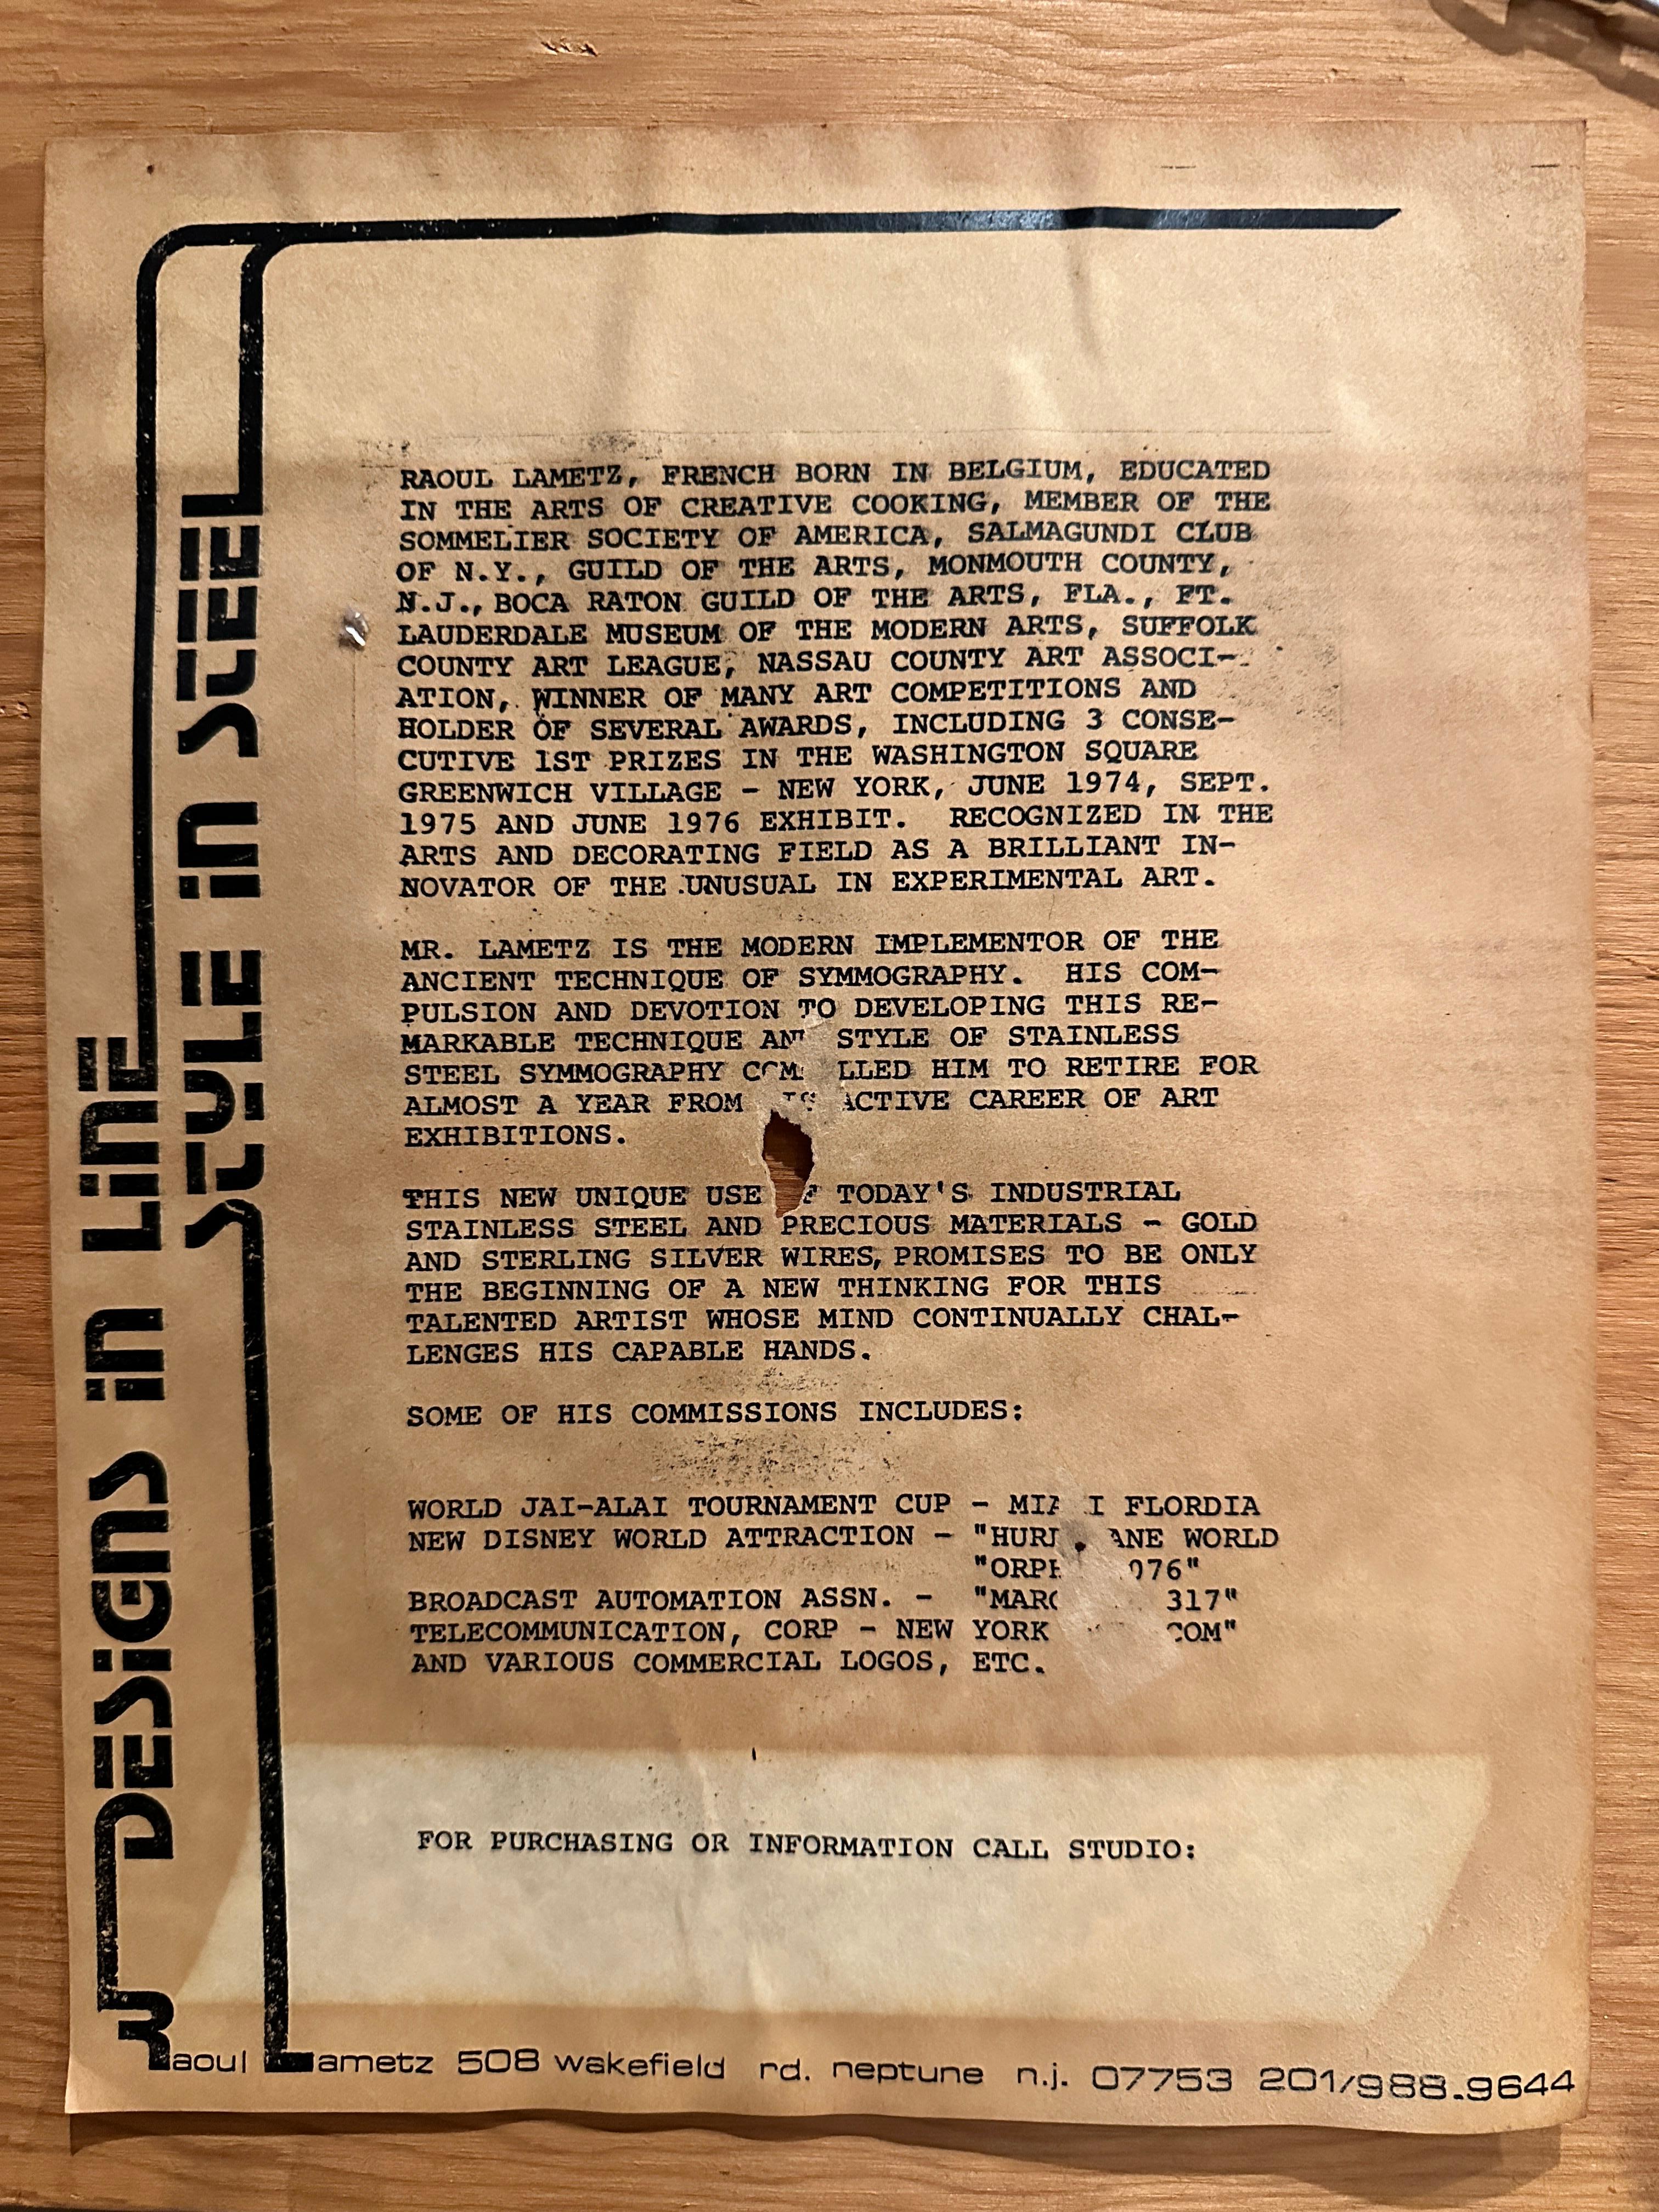 DESIGNS in LINE
STYLE in STEEL
RAOUL LAMETZ, FRENCH BORN IN BELGIUM, EDUCATED
IN THE ARTS OF CREATIVE COOKING, MEMBER OF THE
SOMMELIER SOCIETY OF AMERICA, SALMAGUNDI CLUB
OF N.Y., GUILD OF THE ARTS, MONMOUTH COUNTY,
N.J., BOCA RATON GUILD OF THE ARTS, FLA., FT.
LAUDERDALE MUSEUM OF THE MODERN ARTS, SUFFOLK
COUNTY ART LEAGUE, NASSAU COUNTY ART ASSOCI-
ATION, WINNER OF MANY ART COMPETITIONS AND
HOLDER OF SEVERAL AWARDS, INCLUDING 3 CONSE-
CUTIVE 1ST PRIZES IN THE WASHINGTON SQUARE
GREENWICH VILLAGE - NEW YORK, JUNE 1974, SEPT.
1975 AND JUNE 1976 EXHIBIT. RECOGNIZED IN THE
ARTS AND DECORATING FIELD AS A BRILLIANT IN-
NOVATOR OF THE UNUSUAL IN EXPERIMENTAL ART.
MR. LAMETZ IS THE MODERN IMPLEMENTOR OF THE
ANCIENT TECHNIQUE OF SYMMOGRAPHY. HIS COM-
PULSION AND DEVOTION TO DEVELOPING THIS RE-
MARKABLE TECHNIQUE STYLE OF STAINLESS
STEEL SYMMOGRAPHY HIM TO RETIRE FOR
ALMOST A YEAR FROM ACTIVE CAREER OF ART
EXHIBITIONS.
THIS NEW UNIQUE USE TODAY'S INDUSTRIAL
STAINLESS STEEL AND PRECIOUS MATERIALS - GOLD
AND STERLING SILVER WIRES, PROMISES TO BE ONLY
THE BEGINNING OF A NEW THINKING FOR THIS
TALENTED ARTIST WHOSE MIND CONTINUALLY CHAL-
LENGES HIS CAPABLE HANDS.
SOME OF HIS COMMISSIONS INCLUDES:
WORLD JAI-ALAI TOURNAMENT CUP - FLORDIA
NEW DISNEY WORLD ATTRACTION - WORLD
BROADCAST AUTOMATION ASSN. - 317"
TELECOMMUNICATION, CORP - NEW YORK
AND VARIOUS COMMERCIAL LOGOS, ETC.
FOR PURCHASING OR INFORMATION CALL STUDIO:
Raoul Lametz 508 wakefield rd. neptune n.j. 07753 201/988.9644